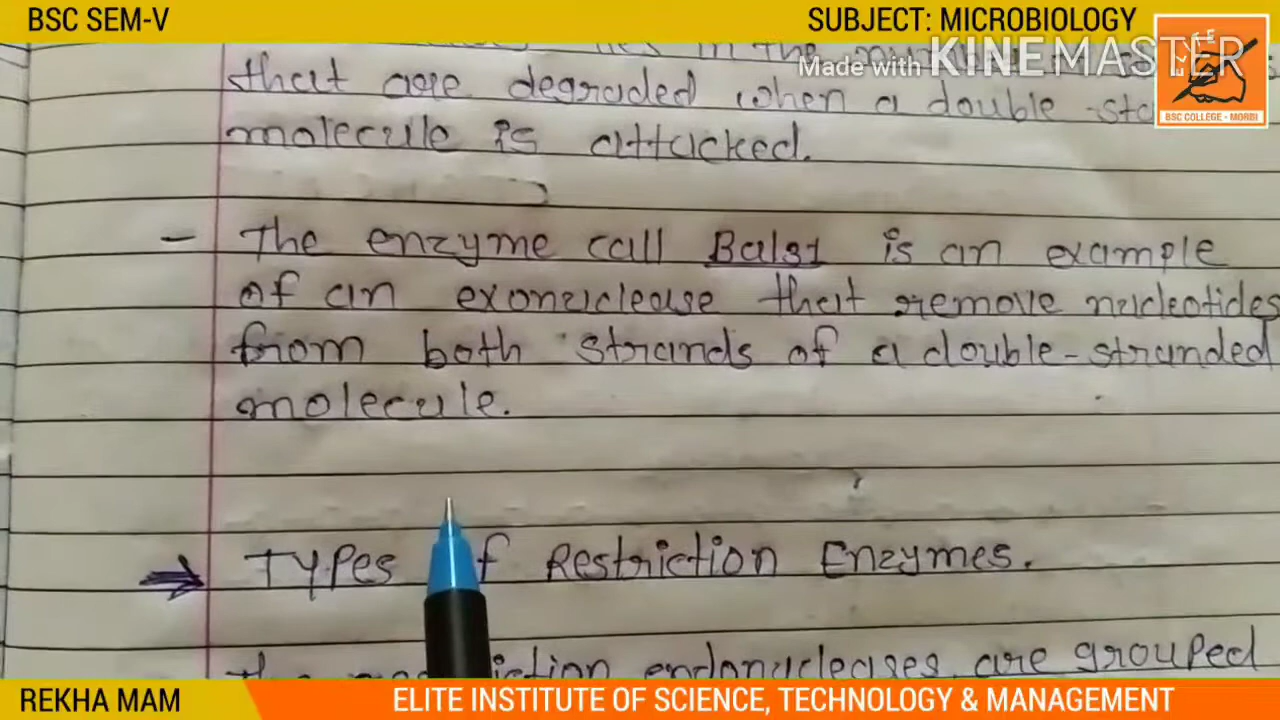 BSC SEM-V
SUBJECT: MICROBIOLOGY
Made with KINEMASTER
in the
that are degraded when a double-
molecule is attacked.
BSC COLLEGE - MORBI
- The enzyme call Bal31 is an example
of an exonuclease that remove nucleotides
from both strands of a double-stranded
molecule.
→ Types of Restriction Enzymes.
endonucleases are grouped
REKHA MAM
ELITE INSTITUTE OF SCIENCE, TECHNOLOGY & MANAGEMENT